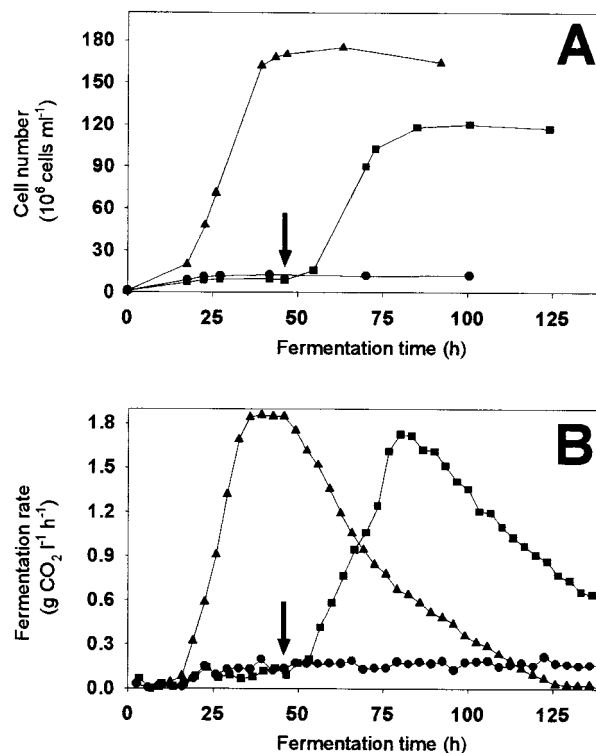 A
180
150
120
90
60
30
0
Cell number
(10⁶ cells ml⁻¹)
0 25 50 75 100 125
Fermentation time (h)
B
1.8
1.5
1.2
0.9
0.6
0.3
0.0
Fermentation rate
(g CO₂ l⁻¹ h⁻¹)
0 25 50 75 100 125
Fermentation time (h)